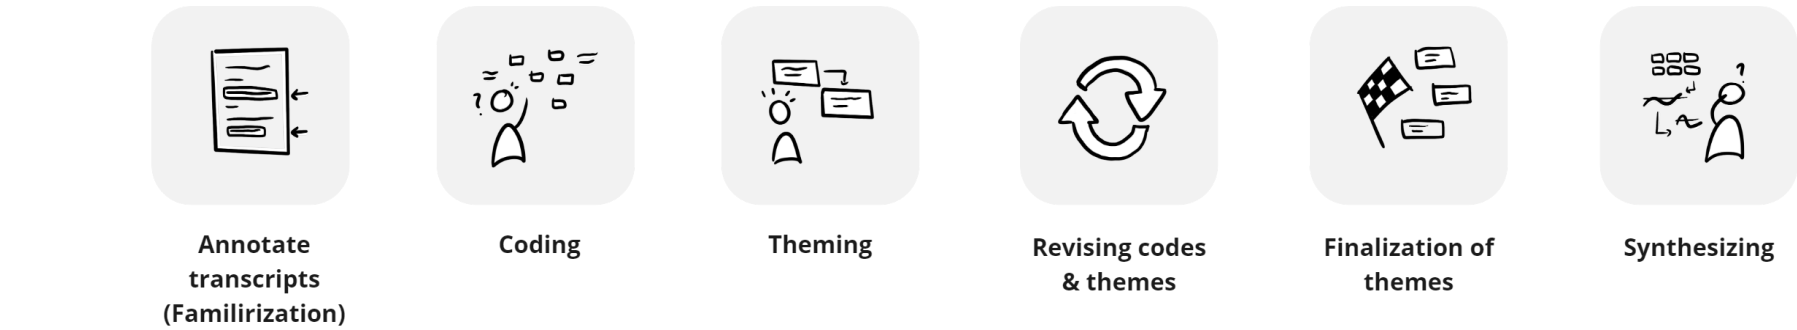 Annotate
transcripts
(Familirization)
Coding
Theming
Revising codes
& themes
Finalization of
themes
Synthesizing